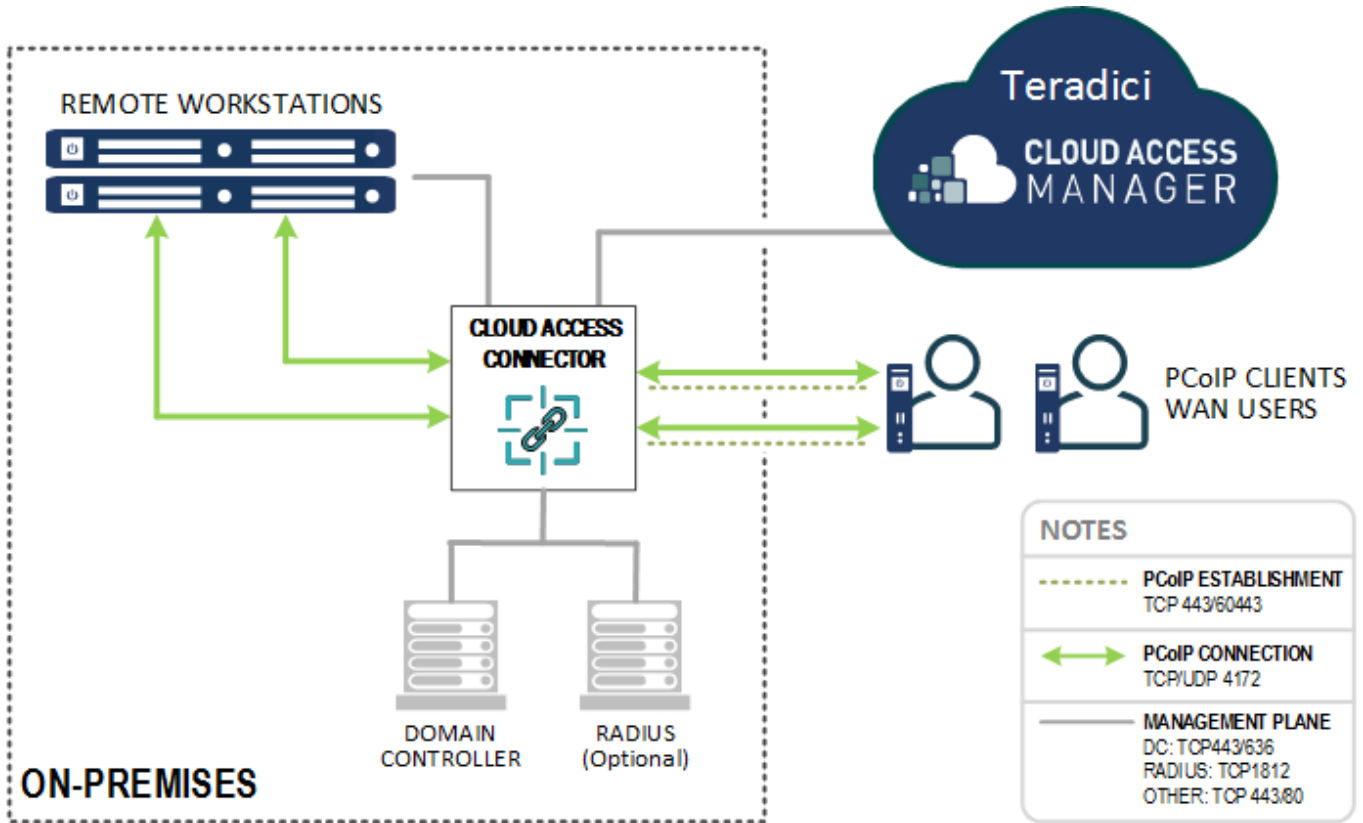 REMOTE WORKSTATIONS
Teradici
CLOUD ACCESS
MANAGER
CLOUD ACCESS
CONNECTOR
PCoIP CLIENTS
WAN USERS
DOMAIN
CONTROLLER
RADIUS
(Optional)
ON-PREMISES
NOTES
PCoIP ESTABLISHMENT
TCP 443/60443
PCoIP CONNECTION
TCP/UDP 4172
MANAGEMENT PLANE
DC: TCP443/636
RADIUS: TCP1812
OTHER: TCP 443/80